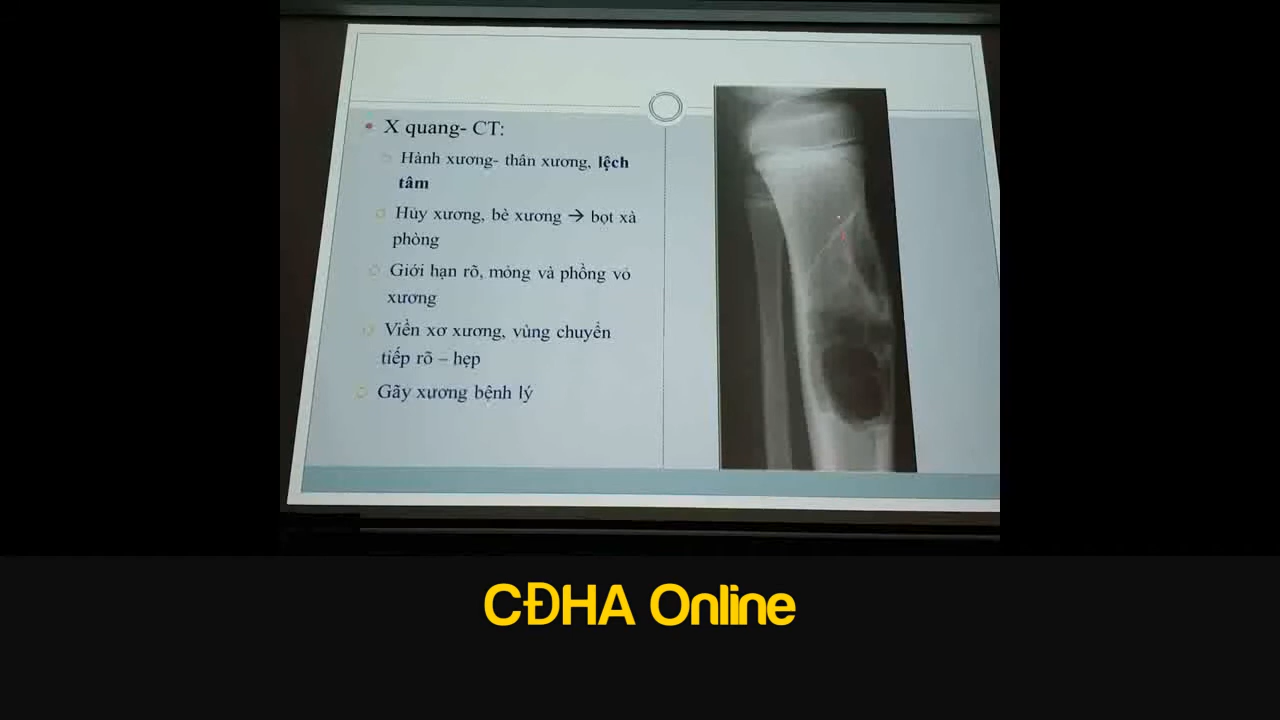 X quang- CT:
Hành xương- thân xương, lệch
tâm
Hủy xương, bè xương → bọt xà
phòng
Giới hạn rõ, mỏng và phồng vỏ
xương
Viền xơ xương, vùng chuyển
tiếp rõ – hẹp
Gãy xương bệnh lý
CĐHA Online